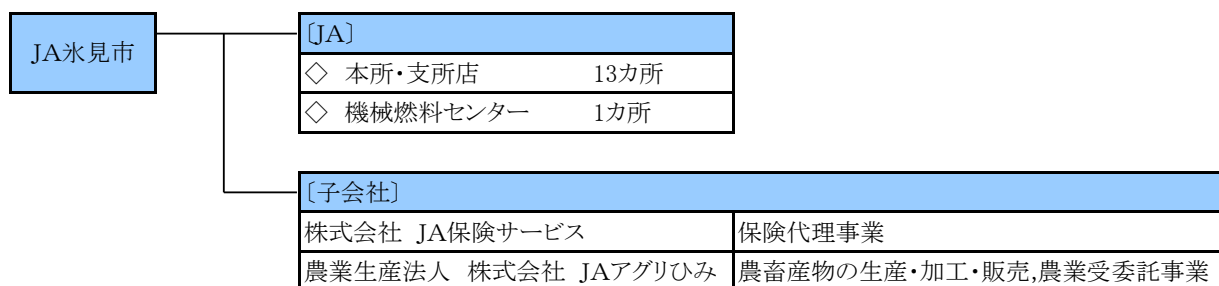 JA氷見市
〔JA〕
◇ 本所・支所店 13カ所
◇ 機械燃料センター 1カ所
〔子会社〕
株式会社 JA保険サービス 保険代理事業
農業生産法人 株式会社 JAアグリひみ 農畜産物の生産・加工・販売,農業受委託事業